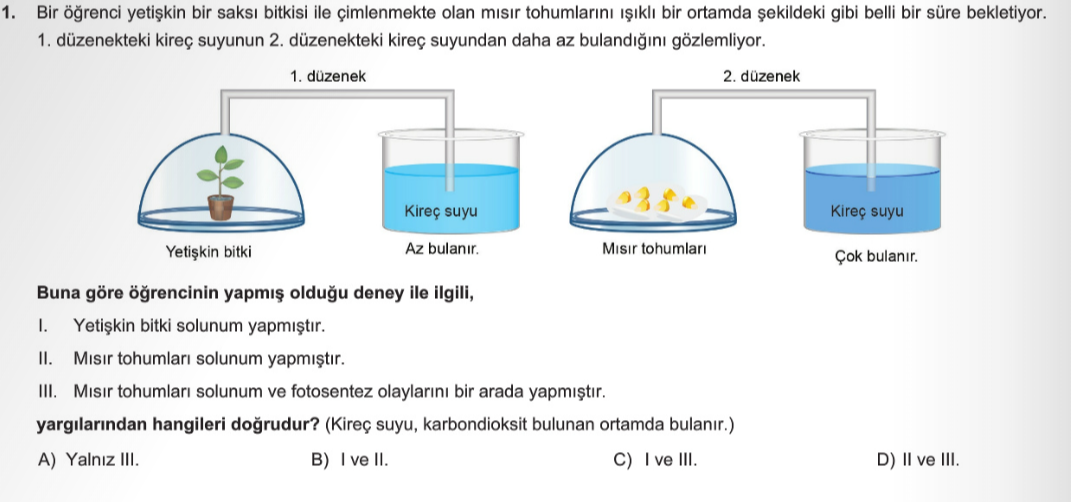 1. Bir öğrenci yetişkin bir saksı bitkisi ile çimlenmekte olan mısır tohumlarını ışıklı bir ortamda şekildeki gibi belli bir süre bekletiyor.
1. düzenekteki kireç suyunun 2. düzenekteki kireç suyundan daha az bulandığını gözlemliyor.
1. düzenek
2. düzenek
Kireç suyu
Kireç suyu
Yetişkin bitki
Az bulanır.
Mısır tohumları
Çok bulanır.
Buna göre öğrencinin yapmış olduğu deney ile ilgili,
I. Yetişkin bitki solunum yapmıştır.
II. Mısır tohumları solunum yapmıştır.
III. Mısır tohumları solunum ve fotosentez olaylarını bir arada yapmıştır.
yargılarından hangileri doğrudur? (Kireç suyu, karbondioksit bulunan ortamda bulanır.)
A) Yalnız III. B) I ve II. C) I ve III. D) II ve III.